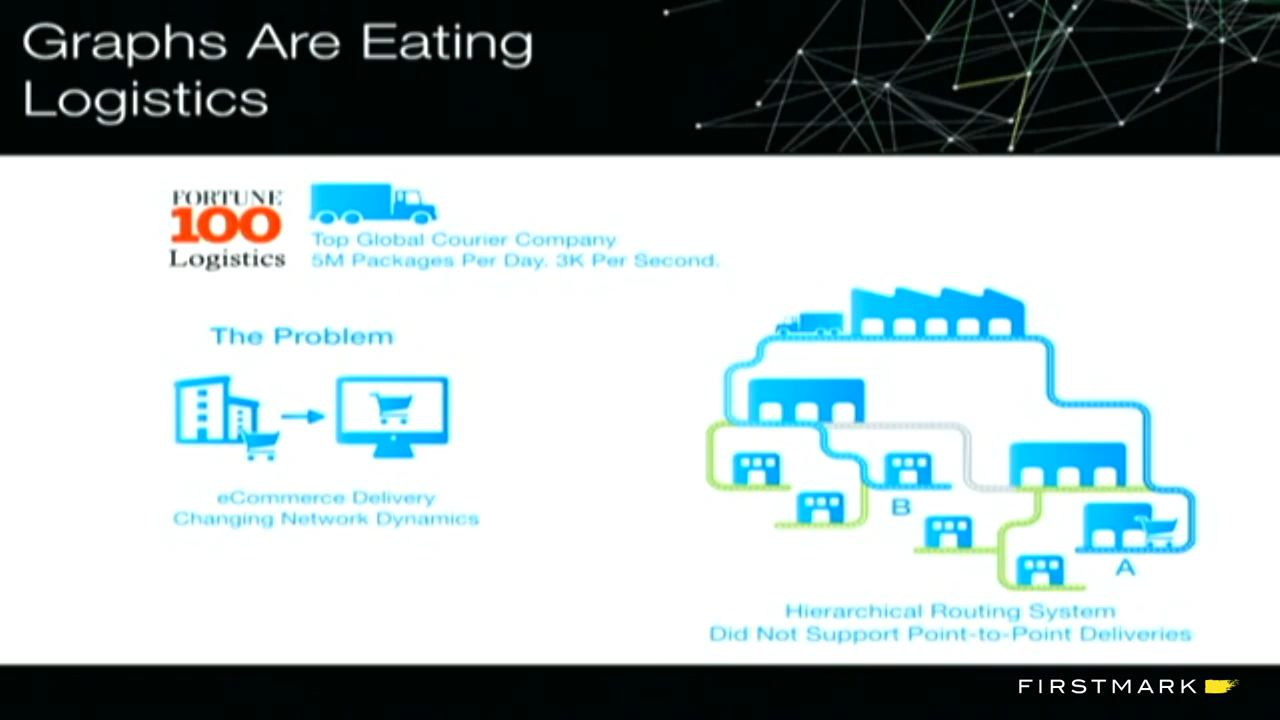 Graphs Are Eating
Logistics
FORTUNE
100
Logistics
Top Global Courier Company
5M Packages Per Day. 3K Per Second.
The Problem
eCommerce Delivery
Changing Network Dynamics
B
A
Hierarchical Routing System
Did Not Support Point-to-Point Deliveries
FIRSTMARK